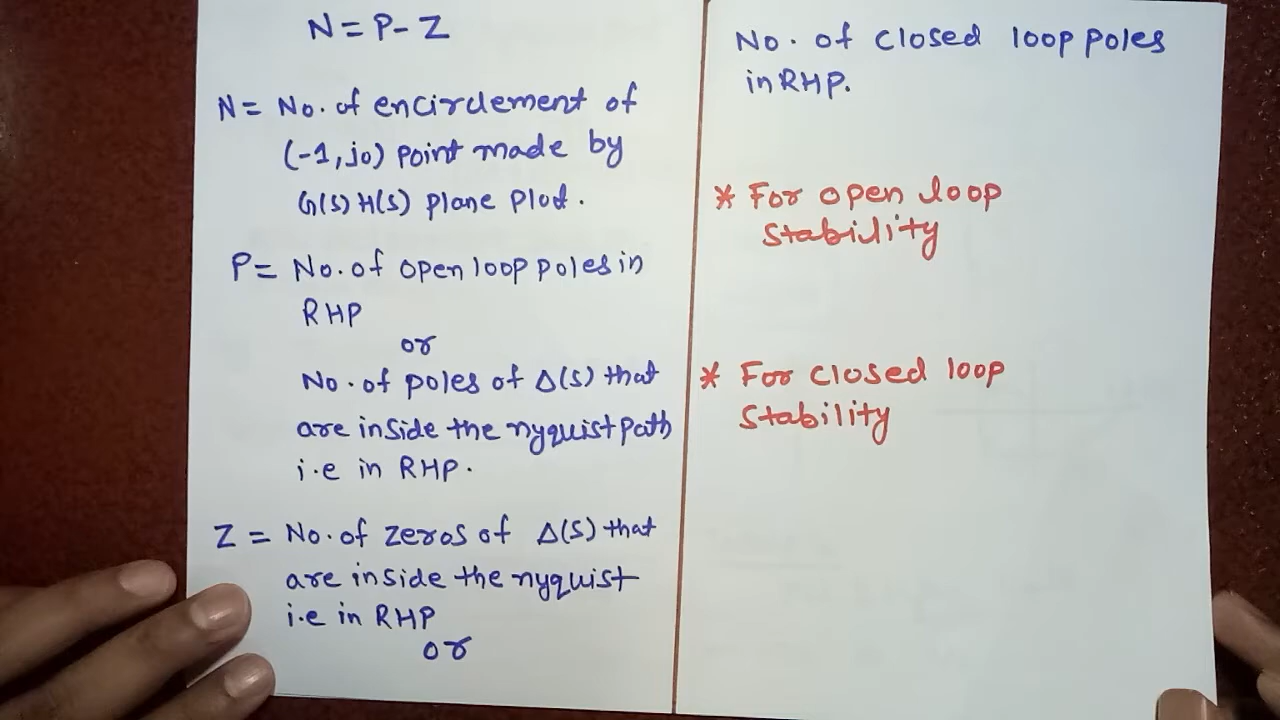 N = P - Z
N = No. of encirclement of
(-1, j0) point made by
G(s) H(s) plane plot.
P = No. of open loop poles in
RHP
or
No. of poles of Δ(s) that
are inside the nyquist path
i.e in RHP.
Z = No. of zeros of Δ(s) that
are inside the nyquist
i.e in RHP
or
No. of closed loop poles
in RHP.
* For open loop
stability
* For closed loop
stability